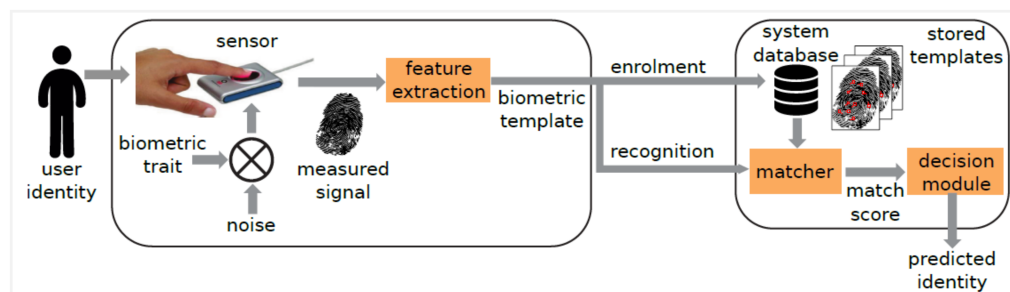 sensor
feature
extraction
enrolment
system
database
stored
templates
biometric
template
biometric
trait
measured
signal
recognition
matcher
match
score
decision
module
user
identity
noise
predicted
identity